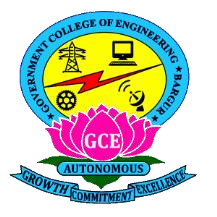 ★ GOVERNMENT COLLEGE OF ENGINEERING ★ BARGUR ★
GCE
AUTONOMOUS
GROWTH COMMITMENT EXCELLENCE